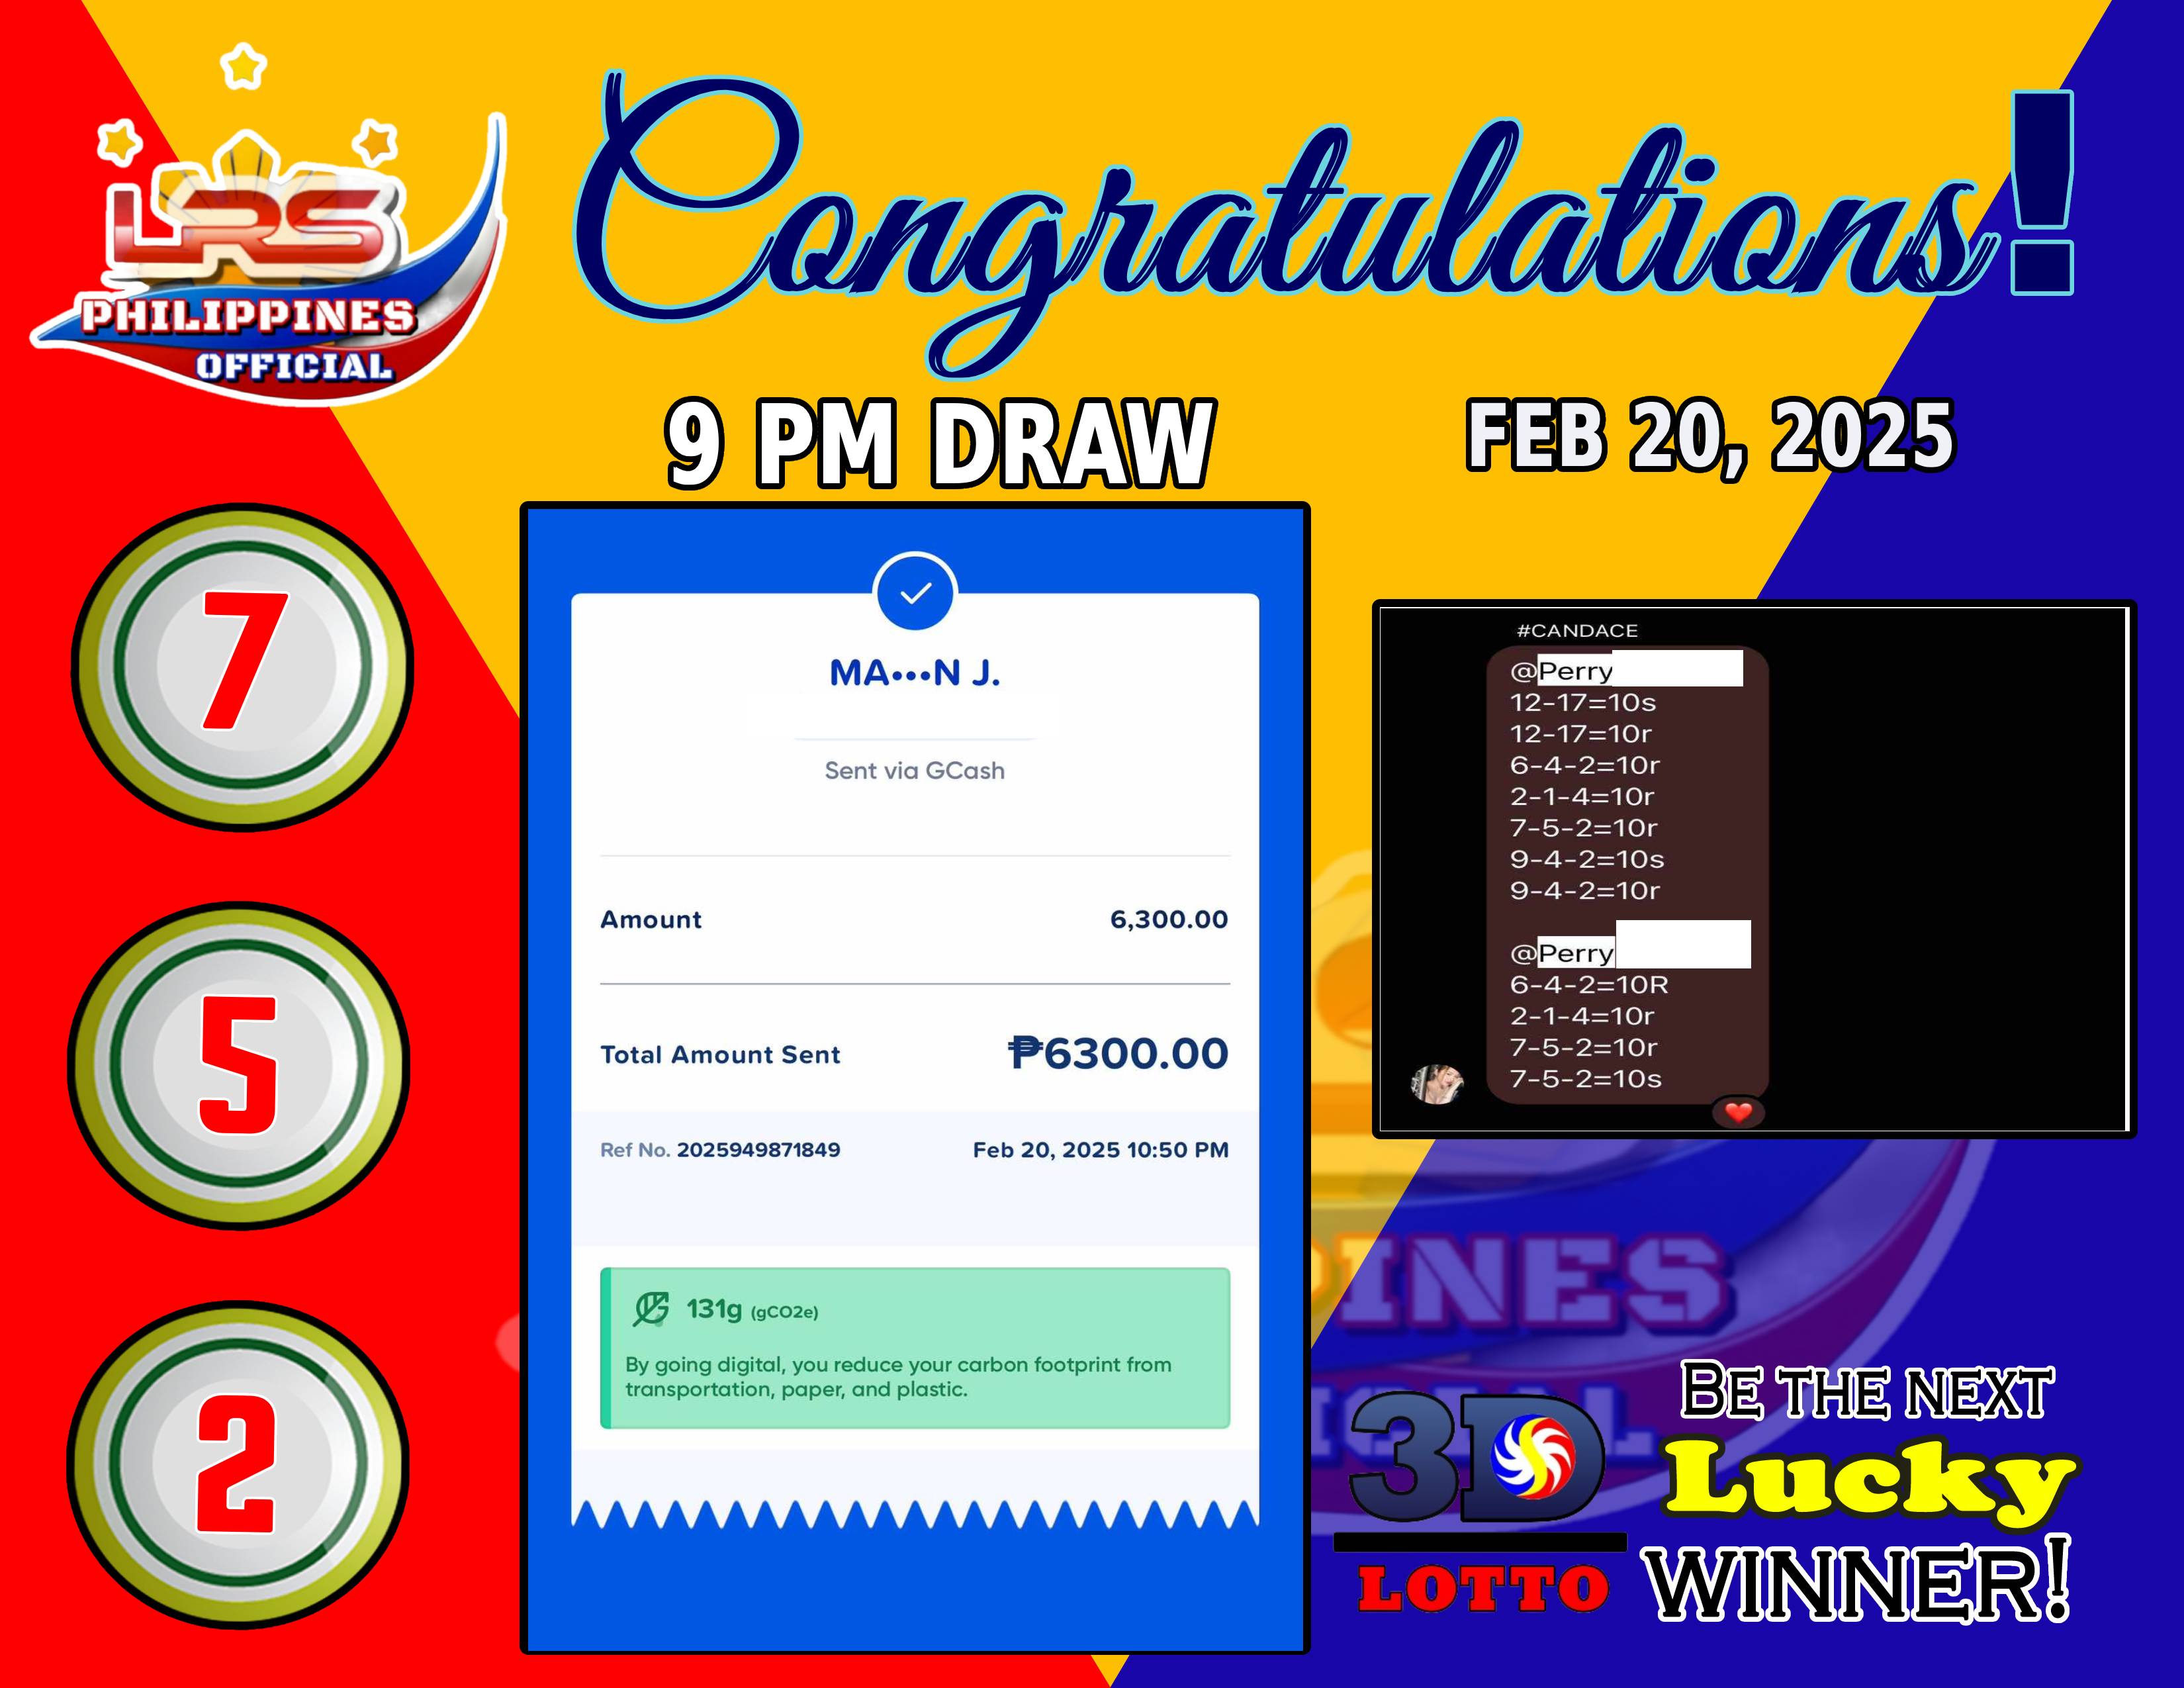 LRS
PHILIPPINES
OFFICIAL
Congratulations!
9 PM DRAW
FEB 20, 2025
7
5
2
MA•••N J.
Sent via GCash
Amount 6,300.00
Total Amount Sent ₱6300.00
Ref No. 2025949871849 Feb 20, 2025 10:50 PM
131g (gCO2e)
By going digital, you reduce your carbon footprint from
transportation, paper, and plastic.
#CANDACE
@Perry
12-17=10s
12-17=10r
6-4-2=10r
2-1-4=10r
7-5-2=10r
9-4-2=10s
9-4-2=10r
@Perry
6-4-2=10R
2-1-4=10r
7-5-2=10r
7-5-2=10s
PINES
3D
LOTTO
BE THE NEXT
Lucky
WINNER!